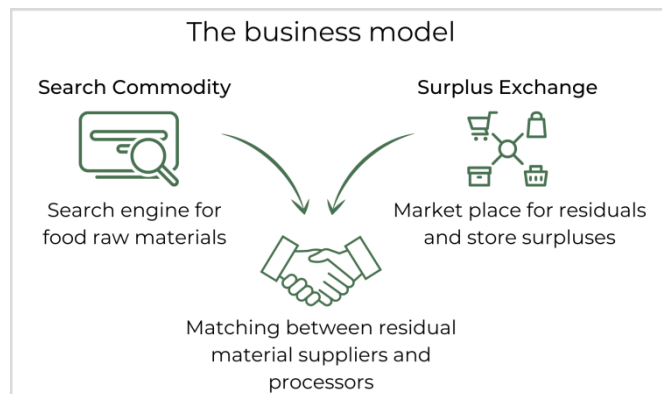 The business model
Search Commodity
Search engine for
food raw materials
Surplus Exchange
Market place for residuals
and store surpluses
Matching between residual
material suppliers and
processors